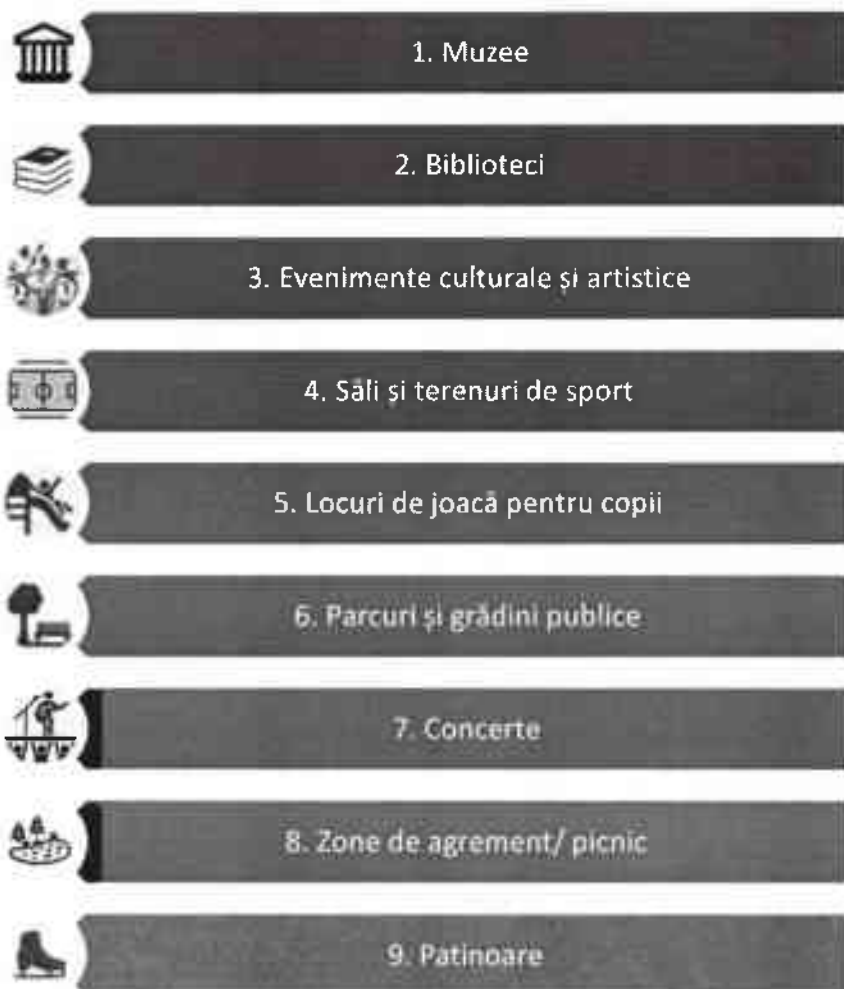 1. Muzee
2. Biblioteci
3. Evenimente culturale și artistice
4. Săli și terenuri de sport
5. Locuri de joacă pentru copii
6. Parcuri și grădini publice
7. Concerte
8. Zone de agrement/ picnic
9. Patinoare